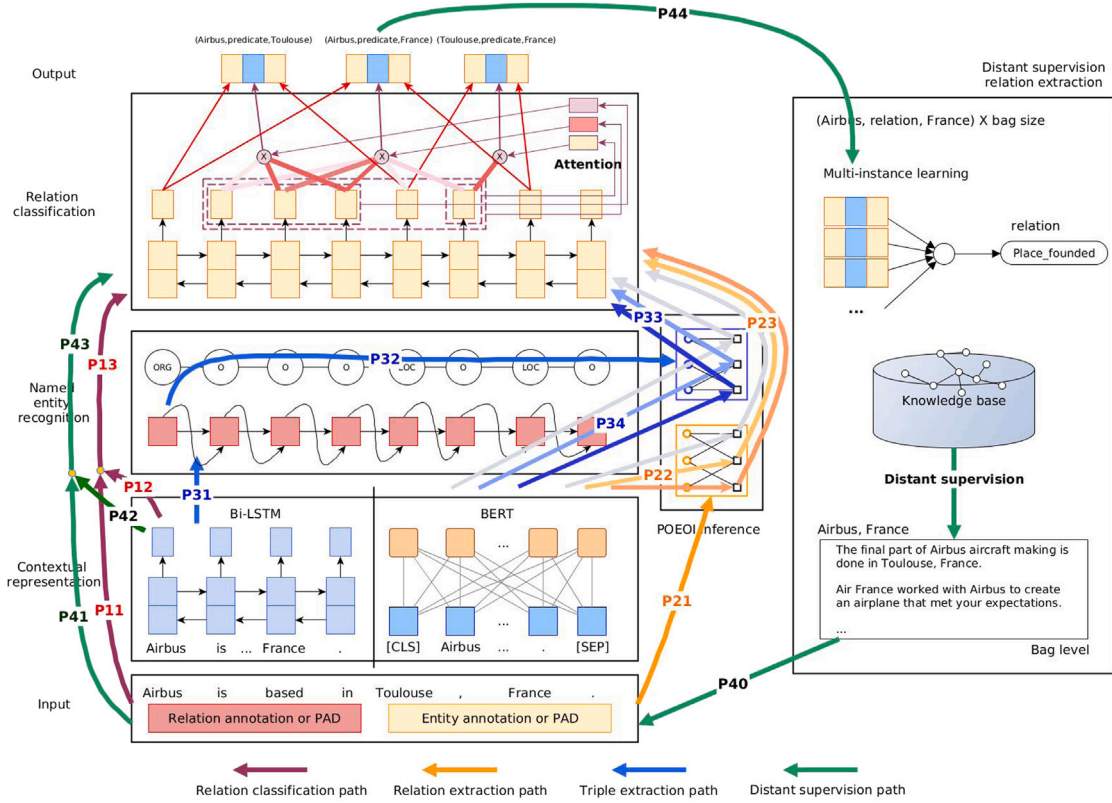 P44
(Airbus,predicate,Toulouse) (Airbus,predicate,France) (Toulouse,predicate,France)
Output
Distant supervision
relation extraction
(Airbus, relation, France) X bag size
X X X
Attention
Multi-instance learning
Relation
classification
relation
Place_founded
...
P43
P13
P33
P23
P32
ORG O O O LOC O LOC O
Named
entity
recognition
Knowledge base
P34
P12
P31
P22
P42
Distant supervision
Bi-LSTM
BERT
POEOI inference
...
Airbus, France
The final part of Airbus aircraft making is
done in Toulouse, France.
Air France worked with Airbus to create
an airplane that met your expectations.
...
Bag level
Contextual
representation
P41
P11
P21
...
Airbus is ... France .
[CLS] Airbus ... . [SEP]
P40
Input
Airbus is based in Toulouse , France .
Relation annotation or PAD
Entity annotation or PAD
Relation classification path
Relation extraction path
Triple extraction path
Distant supervision path